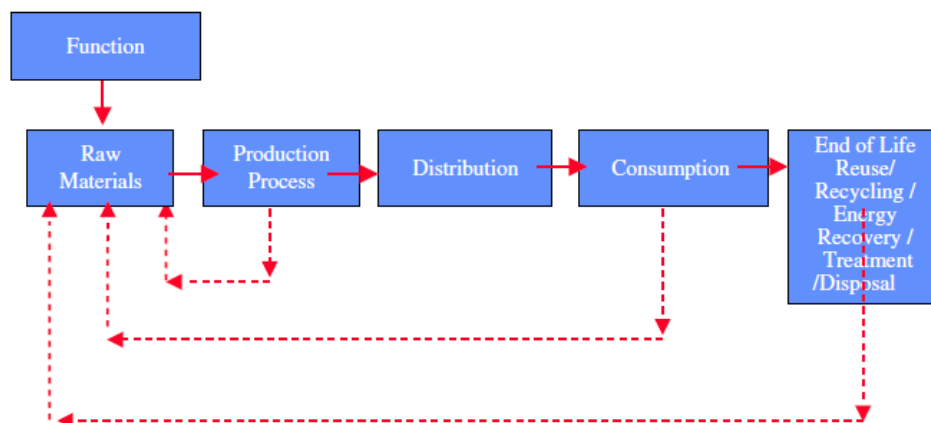 Function
Raw
Materials
Production
Process
Distribution
Consumption
End of Life
Reuse/
Recycling /
Energy
Recovery /
Treatment
/Disposal